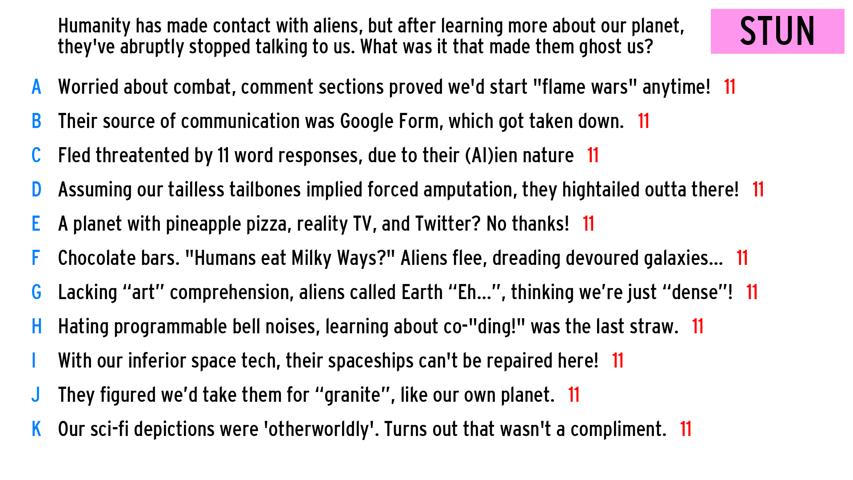 Humanity has made contact with aliens, but after learning more about our planet,
they've abruptly stopped talking to us. What was it that made them ghost us?
STUN
A Worried about combat, comment sections proved we'd start "flame wars" anytime! 11
B Their source of communication was Google Form, which got taken down. 11
C Fled threatented by 11 word responses, due to their (AI)ien nature 11
D Assuming our tailless tailbones implied forced amputation, they hightailed outta there! 11
E A planet with pineapple pizza, reality TV, and Twitter? No thanks! 11
F Chocolate bars. "Humans eat Milky Ways?" Aliens flee, dreading devoured galaxies... 11
G Lacking “art” comprehension, aliens called Earth “Eh...”, thinking we’re just “dense”! 11
H Hating programmable bell noises, learning about co-"ding!" was the last straw. 11
I With our inferior space tech, their spaceships can't be repaired here! 11
J They figured we’d take them for “granite”, like our own planet. 11
K Our sci-fi depictions were 'otherworldly'. Turns out that wasn't a compliment. 11